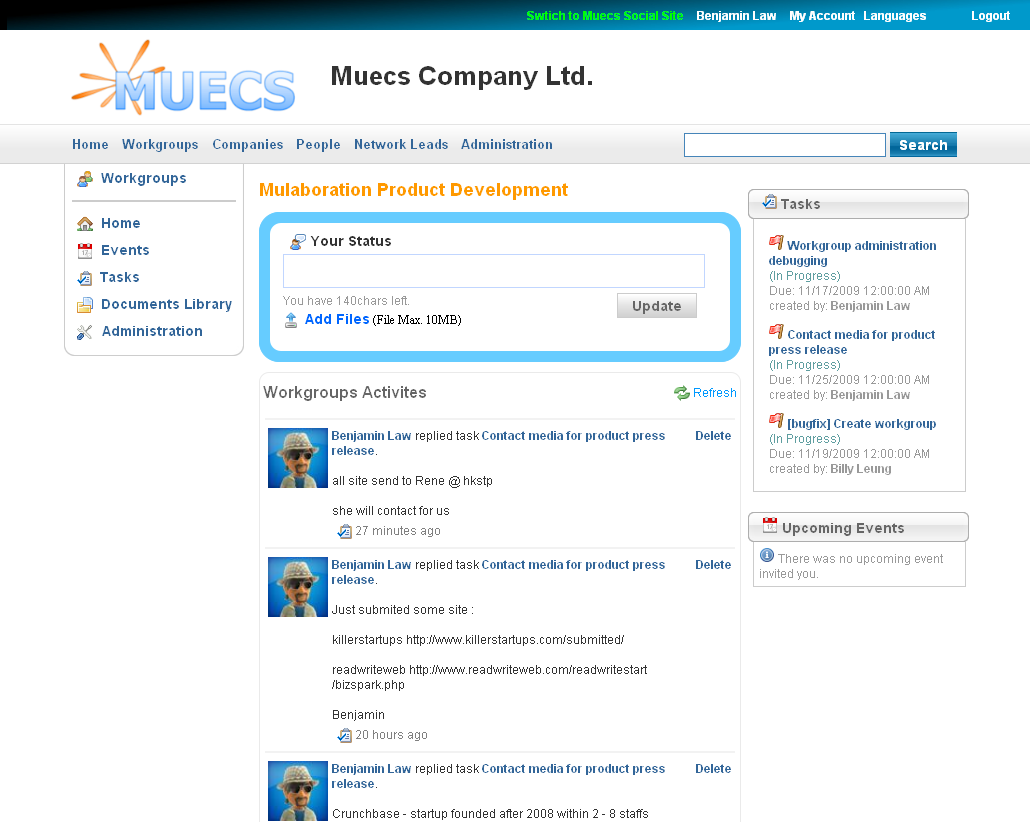 Swtich to Muecs Social Site Benjamin Law My Account Languages Logout
MUECS
Muecs Company Ltd.
Home Workgroups Companies People Network Leads Administration
Search
Workgroups
Home
Events
Tasks
Documents Library
Administration
Mulaboration Product Development
Your Status
You have 140chars left.
Update
Add Files (File Max. 10MB)
Workgroups Activites
Refresh
Benjamin Law replied task Contact media for product press
release.
Delete
all site send to Rene @ hkstp
she will contact for us
27 minutes ago
Benjamin Law replied task Contact media for product press
release.
Delete
Just submited some site :
killerstartups http://www.killerstartups.com/submitted/
readwriteweb http://www.readwriteweb.com/readwritestart
/bizspark.php
Benjamin
20 hours ago
Benjamin Law replied task Contact media for product press
release.
Delete
Crunchbase - startup founded after 2008 within 2 - 8 staffs
Tasks
Workgroup administration
debugging
(In Progress)
Due: 11/17/2009 12:00:00 AM
created by: Benjamin Law
Contact media for product
press release
(In Progress)
Due: 11/25/2009 12:00:00 AM
created by: Benjamin Law
[bugfix] Create workgroup
(In Progress)
Due: 11/19/2009 12:00:00 AM
created by: Billy Leung
Upcoming Events
There was no upcoming event
invited you.